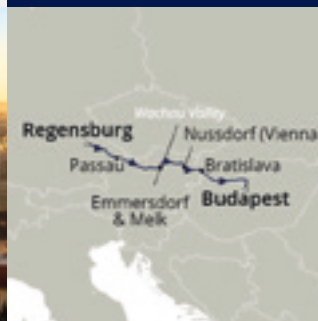 Wachau Valley
Regensburg
Nussdorf (Vienna
Passau
Bratislava
Emmersdorf
& Melk
Budapest